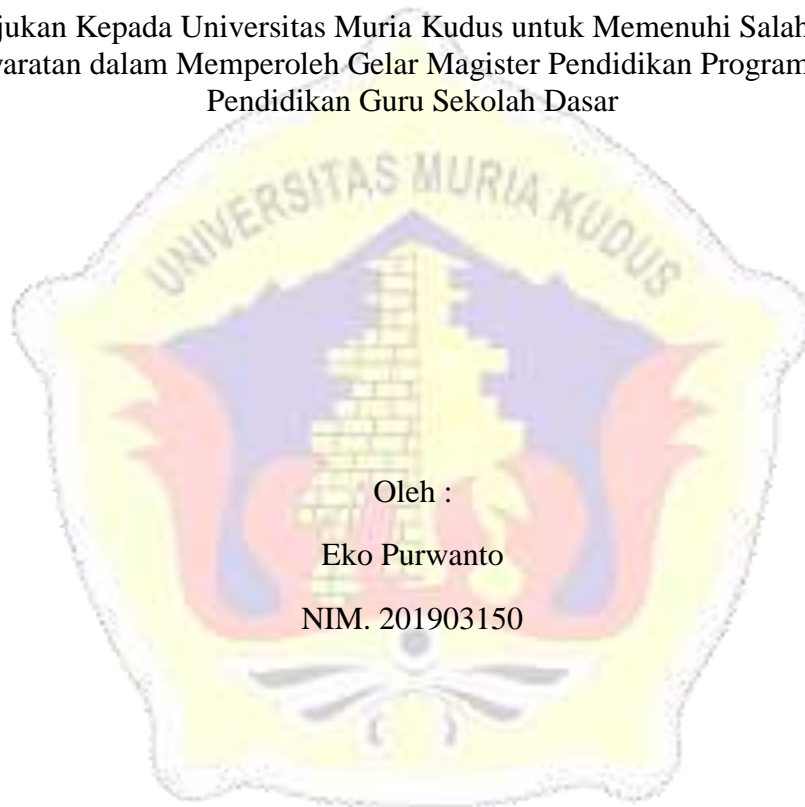 jukan Kepada Universitas Muria Kudus untuk Memenuhi Salah
aratan dalam Memperoleh Gelar Magister Pendidikan Program
Pendidikan Guru Sekolah Dasar
UNIVERSITAS MURIA KUDUS
Oleh :
Eko Purwanto
NIM. 201903150